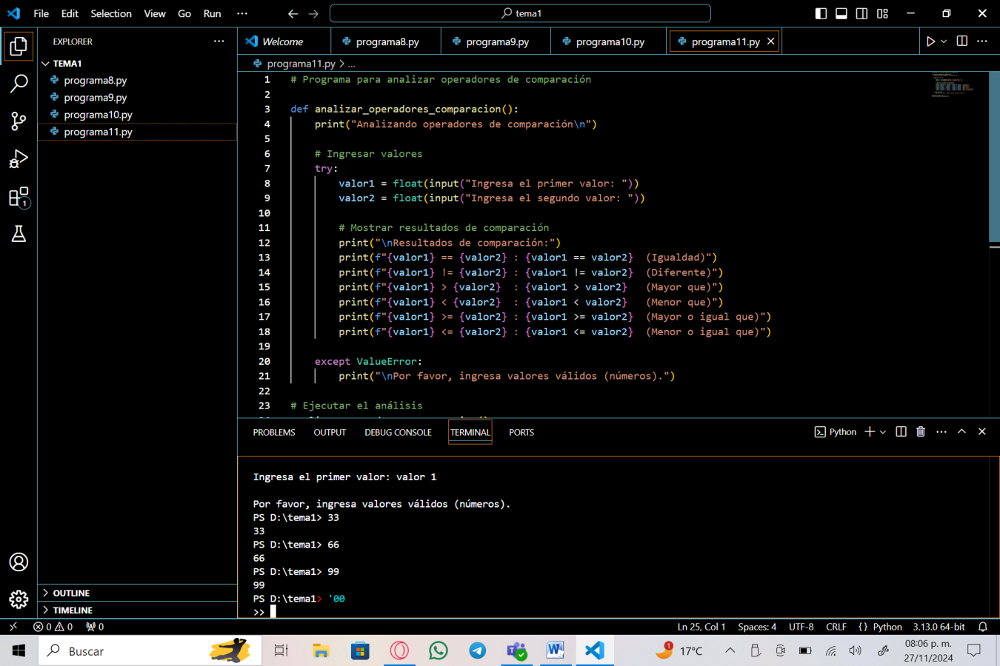 File Edit Selection View Go Run ··· tema1
EXPLORER ···
TEMA1
programa8.py
programa9.py
programa10.py
programa11.py
OUTLINE
TIMELINE
1
Welcome programa8.py programa9.py programa10.py programa11.py
programa11.py > ...
1 # Programa para analizar operadores de comparación
2
3 def analizar_operadores_comparacion():
4     print("Analizando operadores de comparación\n")
5
6     # Ingresar valores
7     try:
8         valor1 = float(input("Ingresa el primer valor: "))
9         valor2 = float(input("Ingresa el segundo valor: "))
10
11         # Mostrar resultados de comparación
12         print("\nResultados de comparación:")
13         print(f"{valor1} == {valor2} : {valor1 == valor2}  (Igualdad)")
14         print(f"{valor1} != {valor2} : {valor1 != valor2}  (Diferente)")
15         print(f"{valor1} > {valor2}  : {valor1 > valor2}   (Mayor que)")
16         print(f"{valor1} < {valor2}  : {valor1 < valor2}   (Menor que)")
17         print(f"{valor1} >= {valor2} : {valor1 >= valor2}  (Mayor o igual que)")
18         print(f"{valor1} <= {valor2} : {valor1 <= valor2}  (Menor o igual que)")
19
20     except ValueError:
21         print("\nPor favor, ingresa valores válidos (números).")
22
23 # Ejecutar el análisis
PROBLEMS OUTPUT DEBUG CONSOLE TERMINAL PORTS Python
Ingresa el primer valor: valor 1
Por favor, ingresa valores válidos (números).
PS D:\tema1> 33
33
PS D:\tema1> 66
66
PS D:\tema1> 99
99
PS D:\tema1> '00
>>
0 0 0 Ln 25, Col 1 Spaces: 4 UTF-8 CRLF {} Python 3.13.0 64-bit
Buscar 1 17°C 08:06 p. m.
27/11/2024